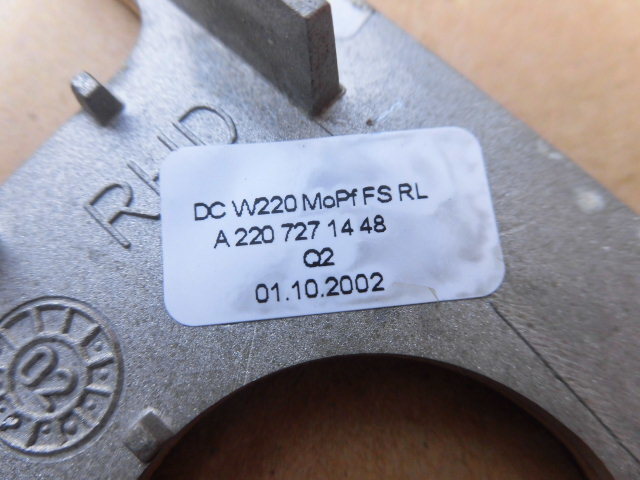 RHD
DC W220 MoPf FS RL
A 220 727 14 48
Q2
01.10.2002
02